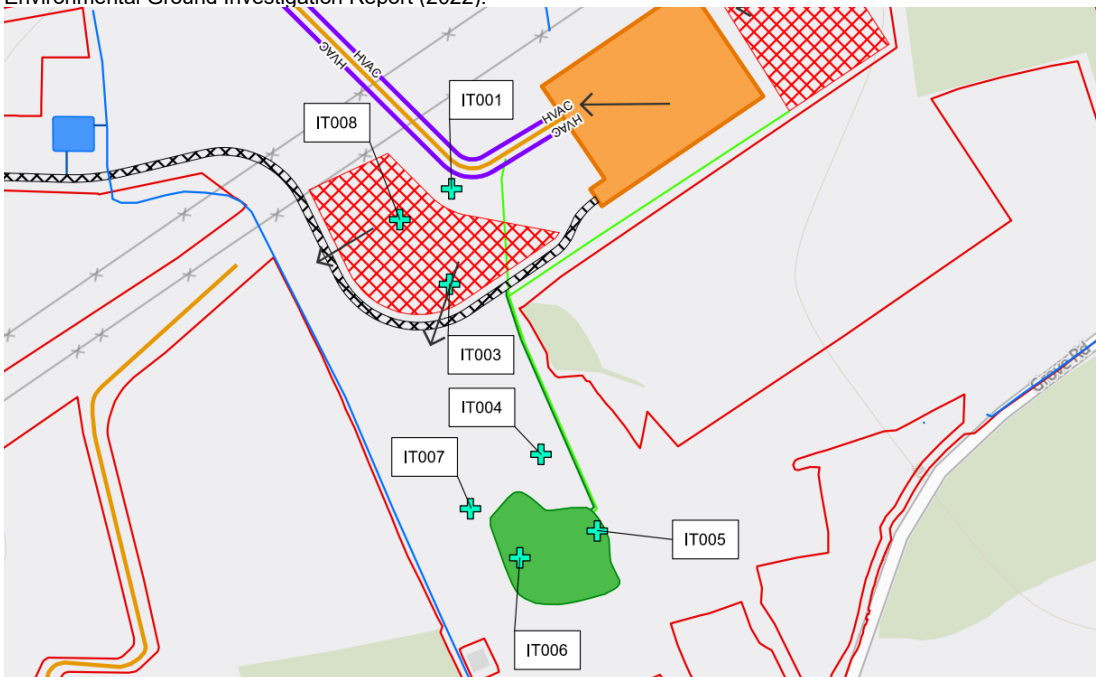 Environmental Ground Investigation Report (2022).
HVAC
HVAC
IT001
IT008
HVAC
HVAC
IT003
Grove Rd
IT004
IT007
IT005
IT006